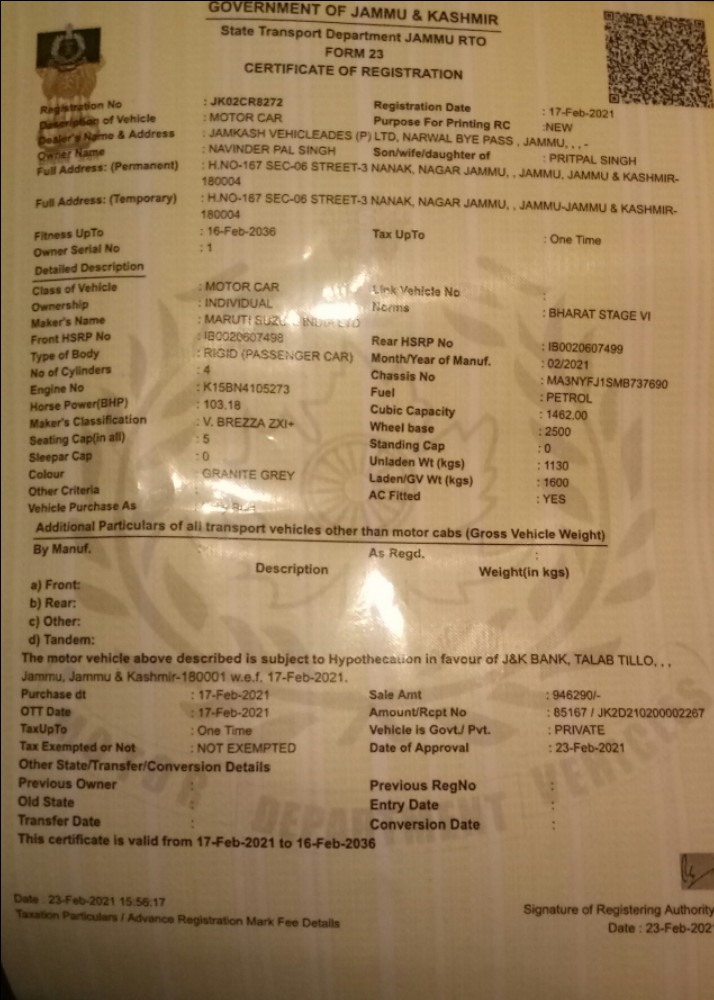 GOVERNMENT OF JAMMU & KASHMIR
State Transport Department JAMMU RTO
FORM 23
CERTIFICATE OF REGISTRATION
Registration No : JK02CR8272 Registration Date : 17-Feb-2021
Description of Vehicle : MOTOR CAR Purpose For Printing RC :NEW
Dealer's Name & Address : JAMKASH VEHICLEADES (P) LTD, NARWAL BYE PASS , JAMMU, , , -
Owner Name : NAVINDER PAL SINGH Son/wife/daughter of : PRITPAL SINGH
Full Address: (Permanent) : H.NO-167 SEC-06 STREET-3 NANAK, NAGAR JAMMU, , JAMMU, JAMMU & KASHMIR-
180004
Full Address: (Temporary) : H.NO-167 SEC-06 STREET-3 NANAK, NAGAR JAMMU, , JAMMU-JAMMU & KASHMIR-
180004
Fitness UpTo : 16-Feb-2036 Tax UpTo : One Time
Owner Serial No : 1
Detailed Description
Class of Vehicle : MOTOR CAR Link Vehicle No :
Ownership : INDIVIDUAL Norms : BHARAT STAGE VI
Maker's Name : MARUTI SUZU INDIA LTD
Front HSRP No : IB0020607498 Rear HSRP No : IB0020607499
Type of Body : RIGID (PASSENGER CAR) Month/Year of Manuf. : 02/2021
No of Cylinders : 4 Chassis No : MA3NYFJ1SMB737690
Engine No : K15BN4105273 Fuel : PETROL
Horse Power(BHP) : 103.18 Cubic Capacity : 1462.00
Maker's Classification : V. BREZZA ZXI+ Wheel base : 2500
Seating Cap(in all) : 5 Standing Cap : 0
Sleepar Cap : 0 Unladen Wt (kgs) : 1130
Colour : GRANITE GREY Laden/GV Wt (kgs) : 1600
Other Criteria : AC Fitted : YES
Vehicle Purchase As
Additional Particulars of all transport vehicles other than motor cabs (Gross Vehicle Weight)
By Manuf. : As Regd. :
Description Weight(in kgs)
a) Front:
b) Rear:
c) Other:
d) Tandem:
The motor vehicle above described is subject to Hypothecation in favour of J&K BANK, TALAB TILLO, , ,
Jammu, Jammu & Kashmir-180001 w.e.f. 17-Feb-2021.
Purchase dt : 17-Feb-2021 Sale Amt : 946290/-
OTT Date : 17-Feb-2021 Amount/Rcpt No : 85167 / JK2D210200002267
TaxUpTo : One Time Vehicle is Govt./ Pvt. : PRIVATE
Tax Exempted or Not : NOT EXEMPTED Date of Approval : 23-Feb-2021
Other State/Transfer/Conversion Details
Previous Owner : Previous RegNo :
Old State : Entry Date :
Transfer Date : Conversion Date :
This certificate is valid from 17-Feb-2021 to 16-Feb-2036
Date : 23-Feb-2021 15:56:17
Taxation Particulars / Advance Registration Mark Fee Details
Signature of Registering Authority
Date : 23-Feb-202
MOTOR VEHICLES DEPARTMENT